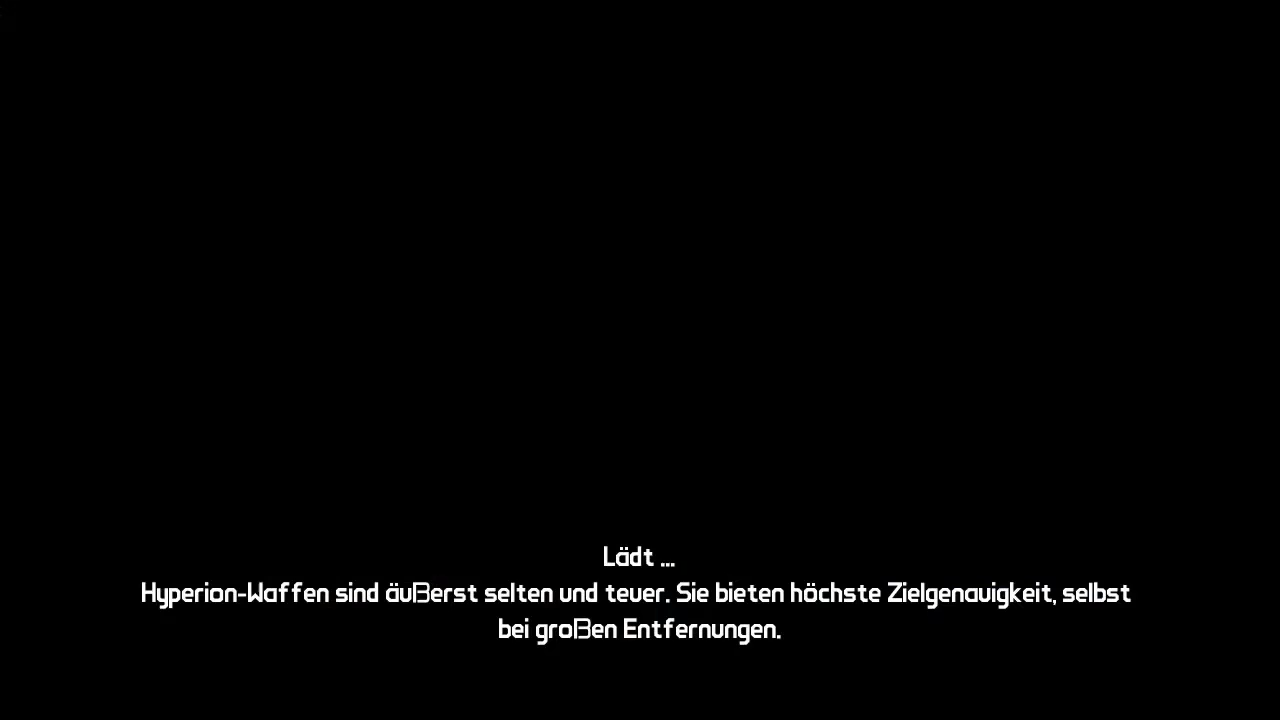 Lädt ...
Hyperion-Waffen sind äußerst selten und teuer. Sie bieten höchste Zielgenauigkeit, selbst
bei großen Entfernungen.